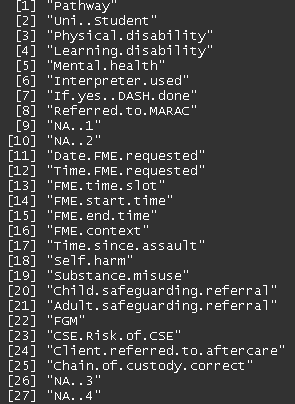 [1] "Pathway"
[2] "Uni..Student"
[3] "Physical.disability"
[4] "Learning.disability"
[5] "Mental.health"
[6] "Interpreter.used"
[7] "If.yes..DASH.done"
[8] "Referred.to.MARAC"
[9] "NA..1"
[10] "NA..2"
[11] "Date.FME.requested"
[12] "Time.FME.requested"
[13] "FME.time.slot"
[14] "FME.start.time"
[15] "FME.end.time"
[16] "FME.context"
[17] "Time.since.assault"
[18] "Self.harm"
[19] "Substance.misuse"
[20] "Child.safeguarding.referral"
[21] "Adult.safeguarding.referral"
[22] "FGM"
[23] "CSE.Risk.of.CSE"
[24] "Client.referred.to.aftercare"
[25] "Chain.of.custody.correct"
[26] "NA..3"
[27] "NA..4"